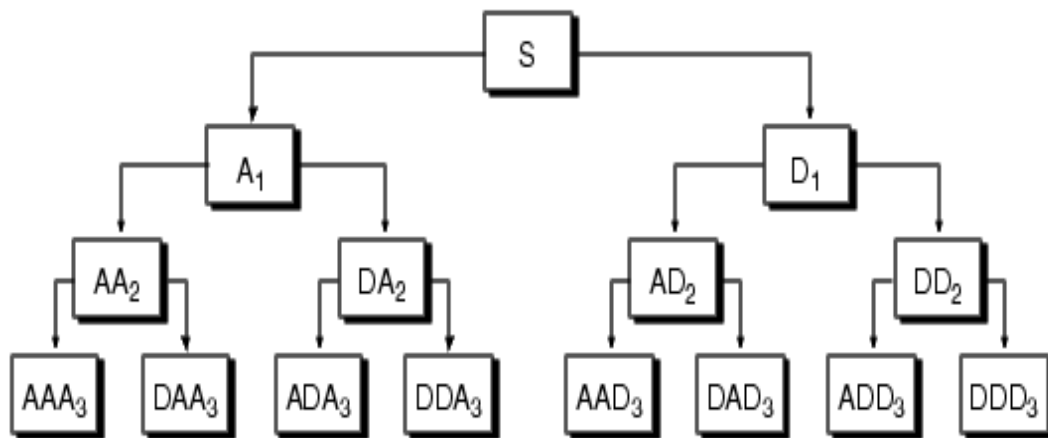 S
A₁ D₁
AA₂ DA₂ AD₂ DD₂
AAA₃ DAA₃ ADA₃ DDA₃ AAD₃ DAD₃ ADD₃ DDD₃